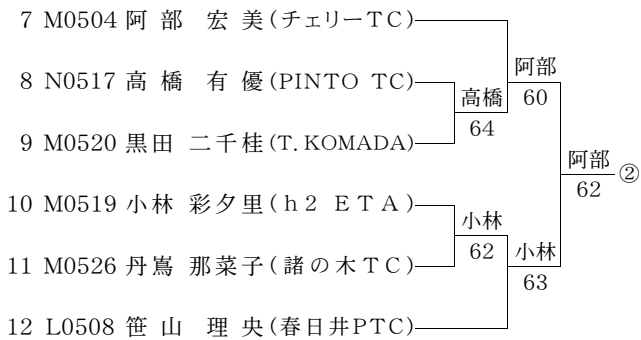 7 M0504 阿部 宏美(チェリーTC)
阿部
8 N0517 高橋 有優(PINTO TC)
高橋 60
64
9 M0520 黒田 二千桂(T.KOMADA)
阿部 ②
62
10 M0519 小林 彩夕里(h2 ETA)
小林
62 小林
11 M0526 丹嶌 那菜子(諸の木TC)
63
12 L0508 笹山 理央(春日井PTC)